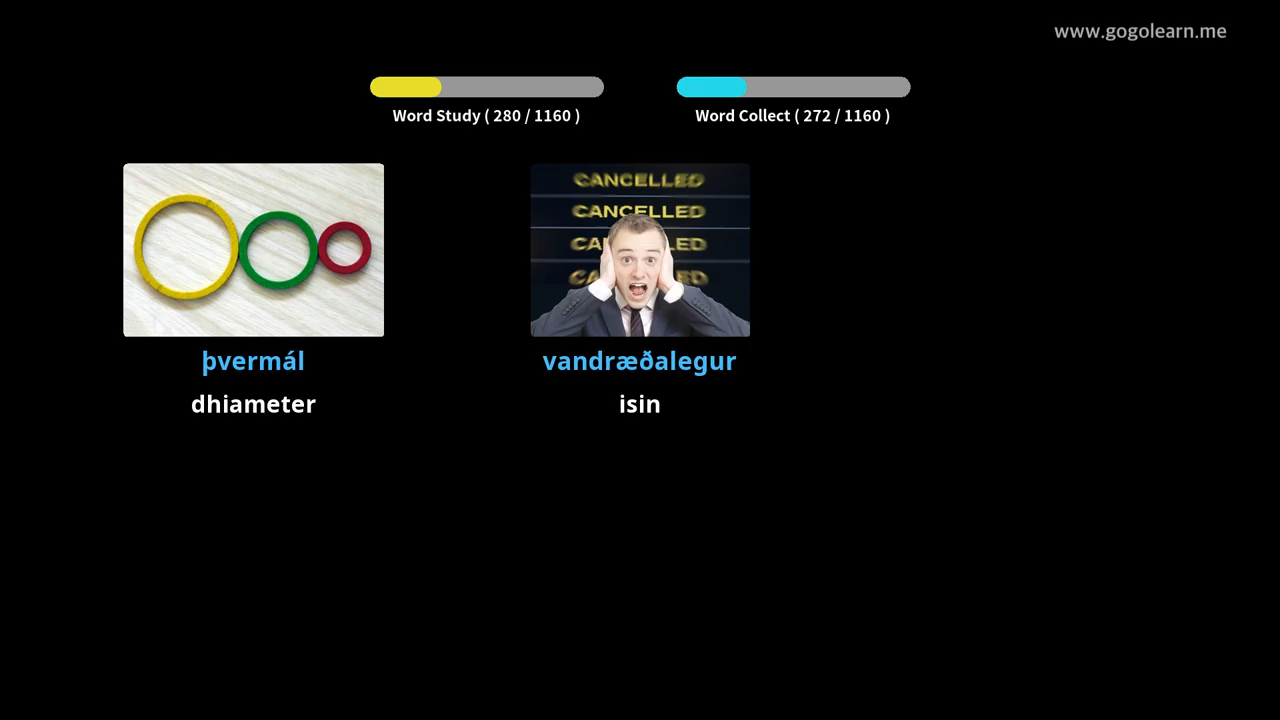 www.gogolearn.me
Word Study ( 280 / 1160 )
Word Collect ( 272 / 1160 )
CANCELLED
CANCELLED
þvermál
vandræðalegur
dhiameter
isin